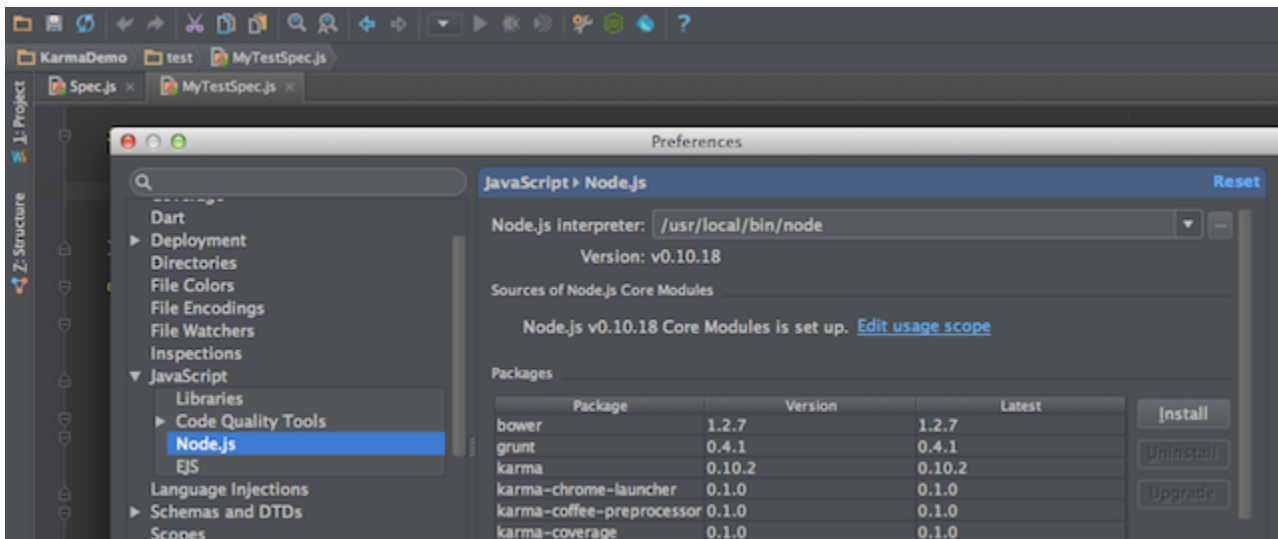 ?
KarmaDemo test MyTestSpec.js
Spec.js × MyTestSpec.js ×
1: Project
Z: Structure
Preferences
Dart
Deployment
Directories
File Colors
File Encodings
File Watchers
Inspections
JavaScript
Libraries
Code Quality Tools
Node.js
EJS
Language Injections
Schemas and DTDs
Scopes
JavaScript Node.js Reset
Node.js interpreter: /usr/local/bin/node
Version: v0.10.18
Sources of Node.js Core Modules
Node.js v0.10.18 Core Modules is set up. Edit usage scope
Packages
Package Version Latest
bower 1.2.7 1.2.7
grunt 0.4.1 0.4.1
karma 0.10.2 0.10.2
karma-chrome-launcher 0.1.0 0.1.0
karma-coffee-preprocessor 0.1.0 0.1.0
karma-coverage 0.1.0 0.1.0
Install
Uninstall
Upgrade